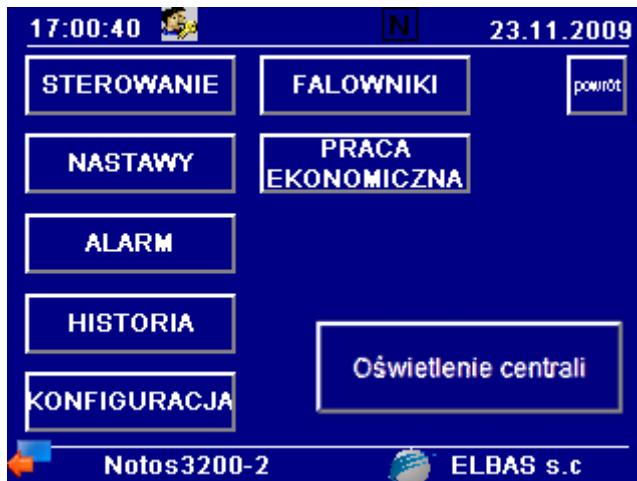 17:00:40 N 23.11.2009
STEROWANIE FALOWNIKI powrót
NASTAWY PRACA
EKONOMICZNA
ALARM
HISTORIA
Oświetlenie centrali
KONFIGURACJA
Notos3200-2 ELBAS s.c